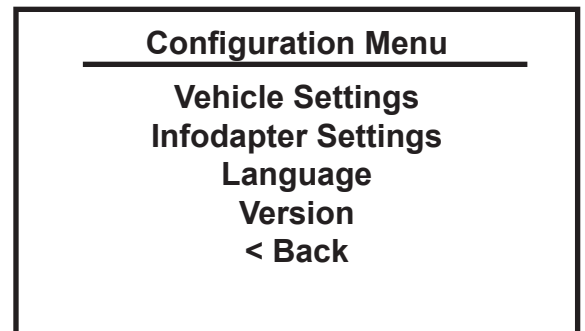 Configuration Menu
Vehicle Settings
Infodapter Settings
Language
Version
< Back